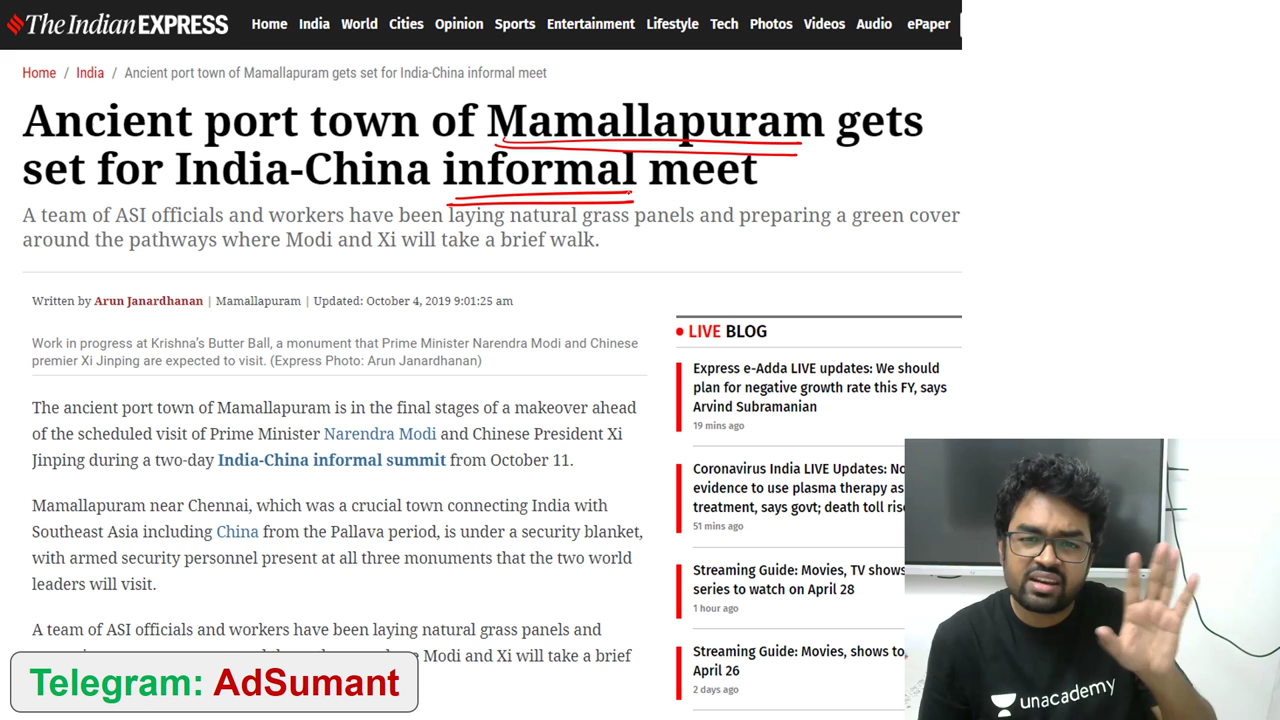 The Indian EXPRESS
Home India World Cities Opinion Sports Entertainment Lifestyle Tech Photos Videos Audio ePaper
Home / India / Ancient port town of Mamallapuram gets set for India-China informal meet
Ancient port town of Mamallapuram gets
set for India-China informal meet
A team of ASI officials and workers have been laying natural grass panels and preparing a green cover
around the pathways where Modi and Xi will take a brief walk.
Written by Arun Janardhanan | Mamallapuram | Updated: October 4, 2019 9:01:25 am
Work in progress at Krishna's Butter Ball, a monument that Prime Minister Narendra Modi and Chinese
premier Xi Jinping are expected to visit. (Express Photo: Arun Janardhanan)
The ancient port town of Mamallapuram is in the final stages of a makeover ahead
of the scheduled visit of Prime Minister Narendra Modi and Chinese President Xi
Jinping during a two-day India-China informal summit from October 11.
Mamallapuram near Chennai, which was a crucial town connecting India with
Southeast Asia including China from the Pallava period, is under a security blanket,
with armed security personnel present at all three monuments that the two world
leaders will visit.
A team of ASI officials and workers have been laying natural grass panels and
Modi and Xi will take a brief
LIVE BLOG
Express e-Adda LIVE updates: We should
plan for negative growth rate this FY, says
Arvind Subramanian
19 mins ago
Coronavirus India LIVE Updates: No
evidence to use plasma therapy as
treatment, says govt; death toll
51 mins ago
Streaming Guide: Movies, TV shows
series to watch on April 28
1 hour ago
Streaming Guide: Movies, shows to
April 26
2 days ago
Telegram: AdSumant
unacademy